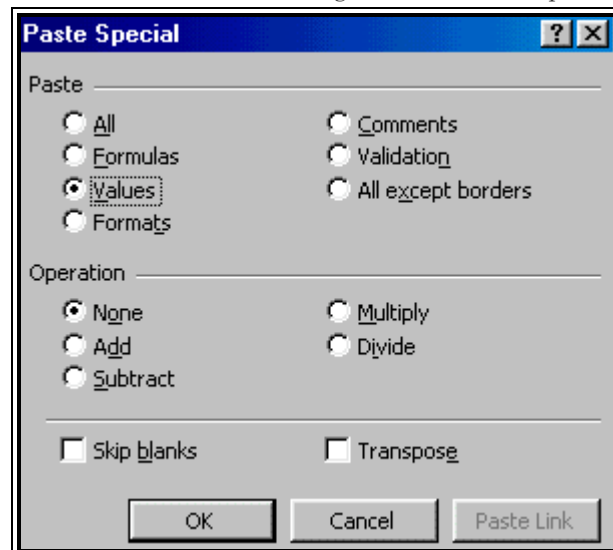 Paste Special
Paste
All
Comments
Formulas
Validation
Values
All except borders
Formats
Operation
None
Multiply
Add
Divide
Subtract
Skip blanks
Transpose
OK
Cancel
Paste Link